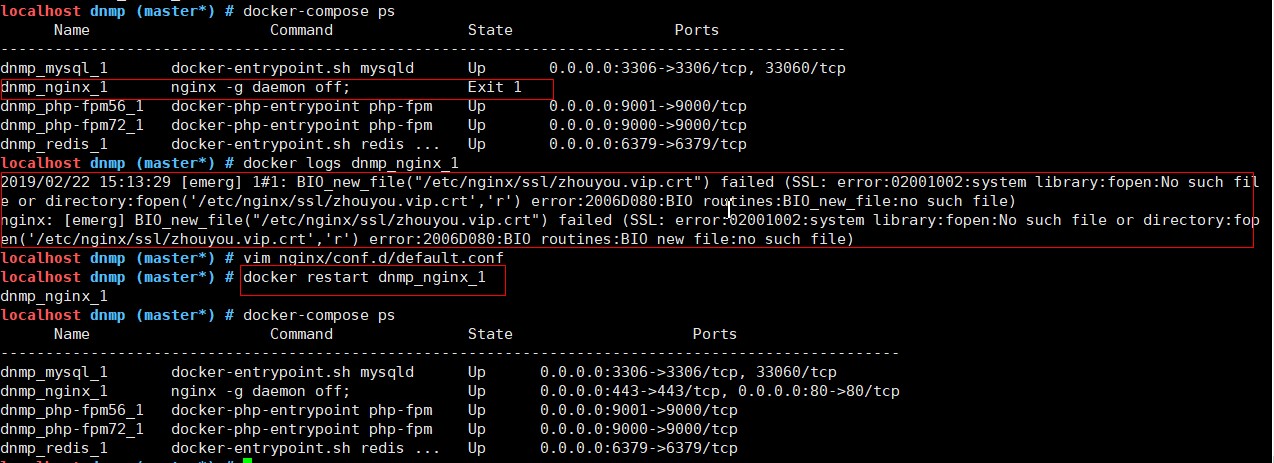 localhost dnmp (master*) # docker-compose ps
Name Command State Ports
--------------------------------------------------------------------------------------------
dnmp_mysql_1 docker-entrypoint.sh mysqld Up 0.0.0.0:3306->3306/tcp, 33060/tcp
dnmp_nginx_1 nginx -g daemon off; Exit 1
dnmp_php-fpm56_1 docker-php-entrypoint php-fpm Up 0.0.0.0:9001->9000/tcp
dnmp_php-fpm72_1 docker-php-entrypoint php-fpm Up 0.0.0.0:9000->9000/tcp
dnmp_redis_1 docker-entrypoint.sh redis ... Up 0.0.0.0:6379->6379/tcp
localhost dnmp (master*) # docker logs dnmp_nginx_1
2019/02/22 15:13:29 [emerg] 1#1: BIO_new_file("/etc/nginx/ssl/zhouyou.vip.crt") failed (SSL: error:02001002:system library:fopen:No such fil
e or directory:fopen('/etc/nginx/ssl/zhouyou.vip.crt','r') error:2006D080:BIO routines:BIO_new_file:no such file)
nginx: [emerg] BIO_new_file("/etc/nginx/ssl/zhouyou.vip.crt") failed (SSL: error:02001002:system library:fopen:No such file or directory:fop
en('/etc/nginx/ssl/zhouyou.vip.crt','r') error:2006D080:BIO routines:BIO_new_file:no such file)
localhost dnmp (master*) # vim nginx/conf.d/default.conf
localhost dnmp (master*) # docker restart dnmp_nginx_1
dnmp_nginx_1
localhost dnmp (master*) # docker-compose ps
Name Command State Ports
--------------------------------------------------------------------------------------------------
dnmp_mysql_1 docker-entrypoint.sh mysqld Up 0.0.0.0:3306->3306/tcp, 33060/tcp
dnmp_nginx_1 nginx -g daemon off; Up 0.0.0.0:443->443/tcp, 0.0.0.0:80->80/tcp
dnmp_php-fpm56_1 docker-php-entrypoint php-fpm Up 0.0.0.0:9001->9000/tcp
dnmp_php-fpm72_1 docker-php-entrypoint php-fpm Up 0.0.0.0:9000->9000/tcp
dnmp_redis_1 docker-entrypoint.sh redis ... Up 0.0.0.0:6379->6379/tcp
localhost dnmp (master*) #